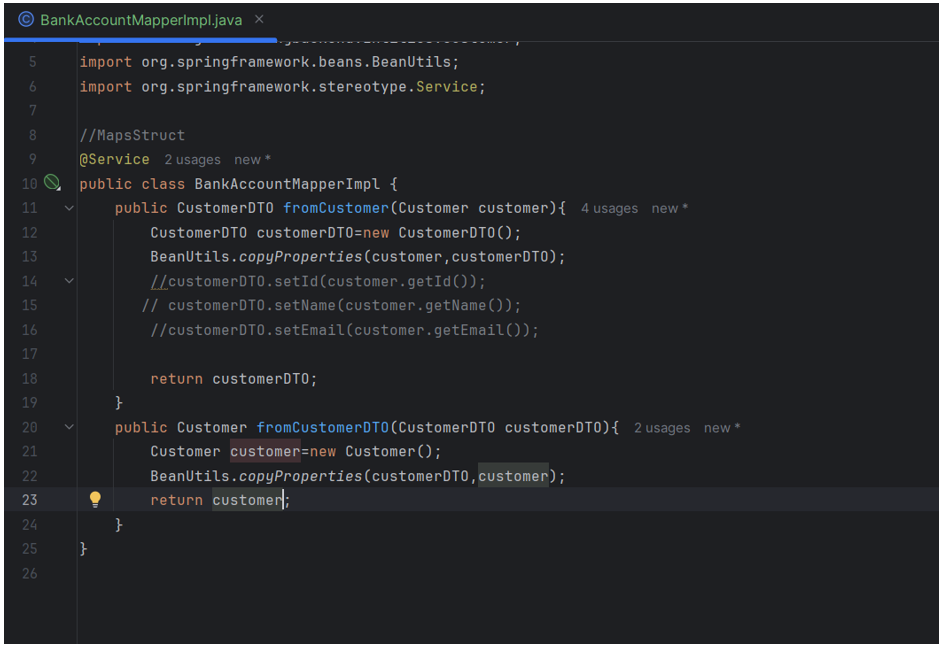 BankAccountMapperImpl.java
5 import org.springframework.beans.BeanUtils;
6 import org.springframework.stereotype.Service;
7
8 //MapsStruct
9 @Service 2 usages new *
10 public class BankAccountMapperImpl {
11 public CustomerDTO fromCustomer(Customer customer){ 4 usages new *
12 CustomerDTO customerDTO=new CustomerDTO();
13 BeanUtils.copyProperties(customer,customerDTO);
14 //customerDTO.setId(customer.getId());
15 // customerDTO.setName(customer.getName());
16 //customerDTO.setEmail(customer.getEmail());
17
18 return customerDTO;
19 }
20 public Customer fromCustomerDTO(CustomerDTO customerDTO){ 2 usages new *
21 Customer customer=new Customer();
22 BeanUtils.copyProperties(customerDTO,customer);
23 return customer;
24 }
25 }
26